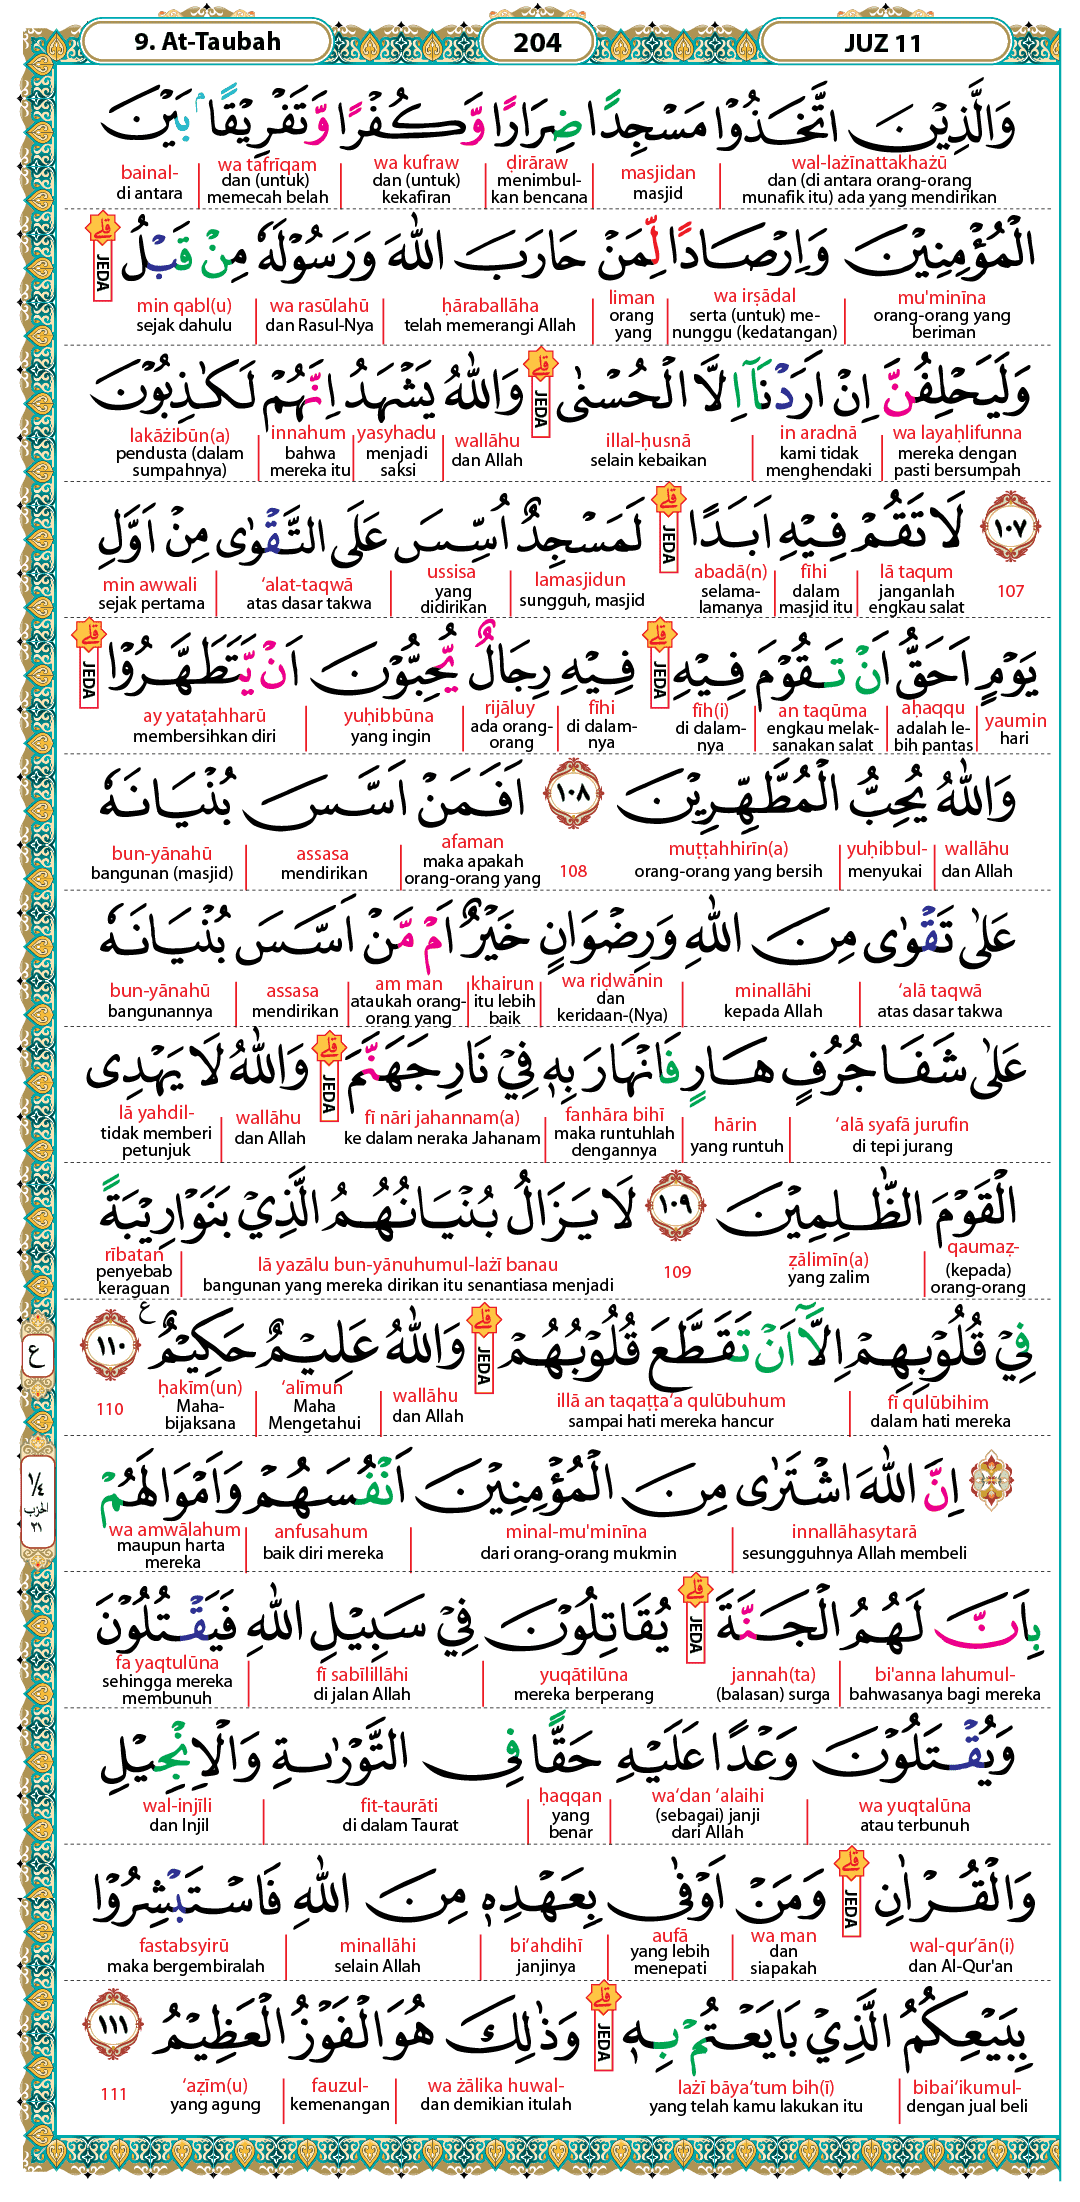 9. At-Taubah 204 JUZ 11
وَالَّذِيْنَ اتَّخَذُوْا مَسْجِدًا ضِرَارًا وَّكُفْرًا وَّتَفْرِيْقًاۢ بَيْنَ
wal-lażīnattakhażū masjidan ḍirāraw wa kufraw wa tafrīqam bainal-
dan (di antara orang-orang munafik itu) ada yang mendirikan masjid menimbul-kan bencana dan (untuk) kekafiran dan (untuk) memecah belah di antara
الْمُؤْمِنِيْنَ وَاِرْصَادًا لِّمَنْ حَارَبَ اللّٰهَ وَرَسُوْلَهٗ مِنْ قَبْلُ ۗ JEDA
mu'minīna wa irṣādal liman ḥāraballāha wa rasūlahū min qabl(u)
orang-orang yang beriman serta (untuk) me-nunggu (kedatangan) orang yang telah memerangi Allah dan Rasul-Nya sejak dahulu
وَلَيَحْلِفُنَّ اِنْ اَرَدْنَآ اِلَّا الْحُسْنٰى ۗ JEDA وَاللّٰهُ يَشْهَدُ اِنَّهُمْ لَكٰذِبُوْنَ
wa layaḥlifunna in aradnā illal-ḥusnā wallāhu yasyhadu innahum lakāżibūn(a)
mereka dengan pasti bersumpah kami tidak menghendaki selain kebaikan dan Allah menjadi saksi bahwa mereka itu pendusta (dalam sumpahnya)
١٠٧ لَا تَقُمْ فِيْهِ اَبَدًا ۗ JEDA لَمَسْجِدٌ اُسِّسَ عَلَى التَّقْوٰى مِنْ اَوَّلِ
107 lā taqum fīhi abadā(n) lamasjidun ussisa ‘alat-taqwā min awwali
janganlah engkau salat dalam masjid itu selama-lamanya sungguh, masjid yang didirikan atas dasar takwa sejak pertama
يَوْمٍ اَحَقُّ اَنْ تَقُوْمَ فِيْهِ ۗ JEDA فِيْهِ رِجَالٌ يُّحِبُّوْنَ اَنْ يَّتَطَهَّرُوْا ۗ JEDA
yaumin aḥaqqu an taqūma fīh(i) fīhi rijāluy yuḥibbūna ay yataṭahharū
hari adalah le-bih pantas engkau melak-sanakan salat di dalam-nya di dalam-nya ada orang-orang yang ingin membersihkan diri
وَاللّٰهُ يُحِبُّ الْمُطَّهِّرِيْنَ ١٠٨ اَفَمَنْ اَسَّسَ بُنْيَانَهٗ
wallāhu yuḥibbul- muṭṭahhirīn(a) 108 afaman assasa bun-yānahū
dan Allah menyukai orang-orang yang bersih maka apakah orang-orang yang mendirikan bangunan (masjid)
عَلٰى تَقْوٰى مِنَ اللّٰهِ وَرِضْوَانٍ خَيْرٌ اَمْ مَّنْ اَسَّسَ بُنْيَانَهٗ
‘alā taqwā minallāhi wa riḍwānin khairun am man assasa bun-yānahū
atas dasar takwa kepada Allah dan keridaan-(Nya) itu lebih baik ataukah orang-orang yang mendirikan bangunannya
عَلٰى شَفَا جُرُفٍ هَارٍ فَانْهَارَ بِهٖ فِيْ نَارِ جَهَنَّمَ ۗ JEDA وَاللّٰهُ لَا يَهْدِى
‘alā syafā jurufin hārin fanhāra bihī fī nāri jahannam(a) wallāhu lā yahdil-
di tepi jurang yang runtuh maka runtuhlah dengannya ke dalam neraka Jahanam dan Allah tidak memberi petunjuk
الْقَوْمَ الظّٰلِمِيْنَ ١٠٩ لَا يَزَالُ بُنْيَانُهُمُ الَّذِيْ بَنَوْا رِيْبَةً
qaumaẓ- ẓālimīn(a) 109 lā yazālu bun-yānuhumul-lażī banau rībatan
(kepada) orang-orang yang zalim bangunan yang mereka dirikan itu senantiasa menjadi penyebab keraguan
فِيْ قُلُوْبِهِمْ اِلَّآ اَنْ تَقَطَّعَ قُلُوْبُهُمْ ۗ JEDA وَاللّٰهُ عَلِيْمٌ حَكِيْمٌ ࣖ ١١٠ ع
fī qulūbihim illā an taqaṭṭa‘a qulūbuhum wallāhu ‘alīmun ḥakīm(un) 110
dalam hati mereka sampai hati mereka hancur dan Allah Maha Mengetahui Maha-bijaksana
اِنَّ اللّٰهَ اشْتَرٰى مِنَ الْمُؤْمِنِيْنَ اَنْفُسَهُمْ وَاَمْوَالَهُمْ ١/٤ الحزب ٢١
innallāhasytarā minal-mu'minīna anfusahum wa amwālahum
sesungguhnya Allah membeli dari orang-orang mukmin baik diri mereka maupun harta mereka
بِاَنَّ لَهُمُ الْجَنَّةَ ۗ JEDA يُقَاتِلُوْنَ فِيْ سَبِيْلِ اللّٰهِ فَيَقْتُلُوْنَ
bi'anna lahumul- jannah(ta) yuqātilūna fī sabīlillāhi fa yaqtulūna
bahwasanya bagi mereka (balasan) surga mereka berperang di jalan Allah sehingga mereka membunuh
وَيُقْتَلُوْنَ وَعْدًا عَلَيْهِ حَقًّا فِى التَّوْرٰىةِ وَالْاِنْجِيْلِ
wa yuqtalūna wa‘dan ‘alaihi ḥaqqan fit-taurāti wal-injīli
atau terbunuh (sebagai) janji dari Allah yang benar di dalam Taurat dan Injil
وَالْقُرْاٰنِ ۗ JEDA وَمَنْ اَوْفٰى بِعَهْدِهٖ مِنَ اللّٰهِ فَاسْتَبْشِرُوْا
wal-qur’ān(i) wa man aufā bi‘ahdihī minallāhi fastabsyirū
dan Al-Qur'an dan siapakah yang lebih menepati janjinya selain Allah maka bergembiralah
بِبَيْعِكُمُ الَّذِيْ بَايَعْتُمْ بِهٖ ۗ JEDA وَذٰلِكَ هُوَ الْفَوْزُ الْعَظِيْمُ ١١١
bibai‘ikumul- lażī bāya‘tum bih(ī) wa żālika huwal- fauzul- ‘aẓīm(u) 111
dengan jual beli yang telah kamu lakukan itu dan demikian itulah kemenangan yang agung